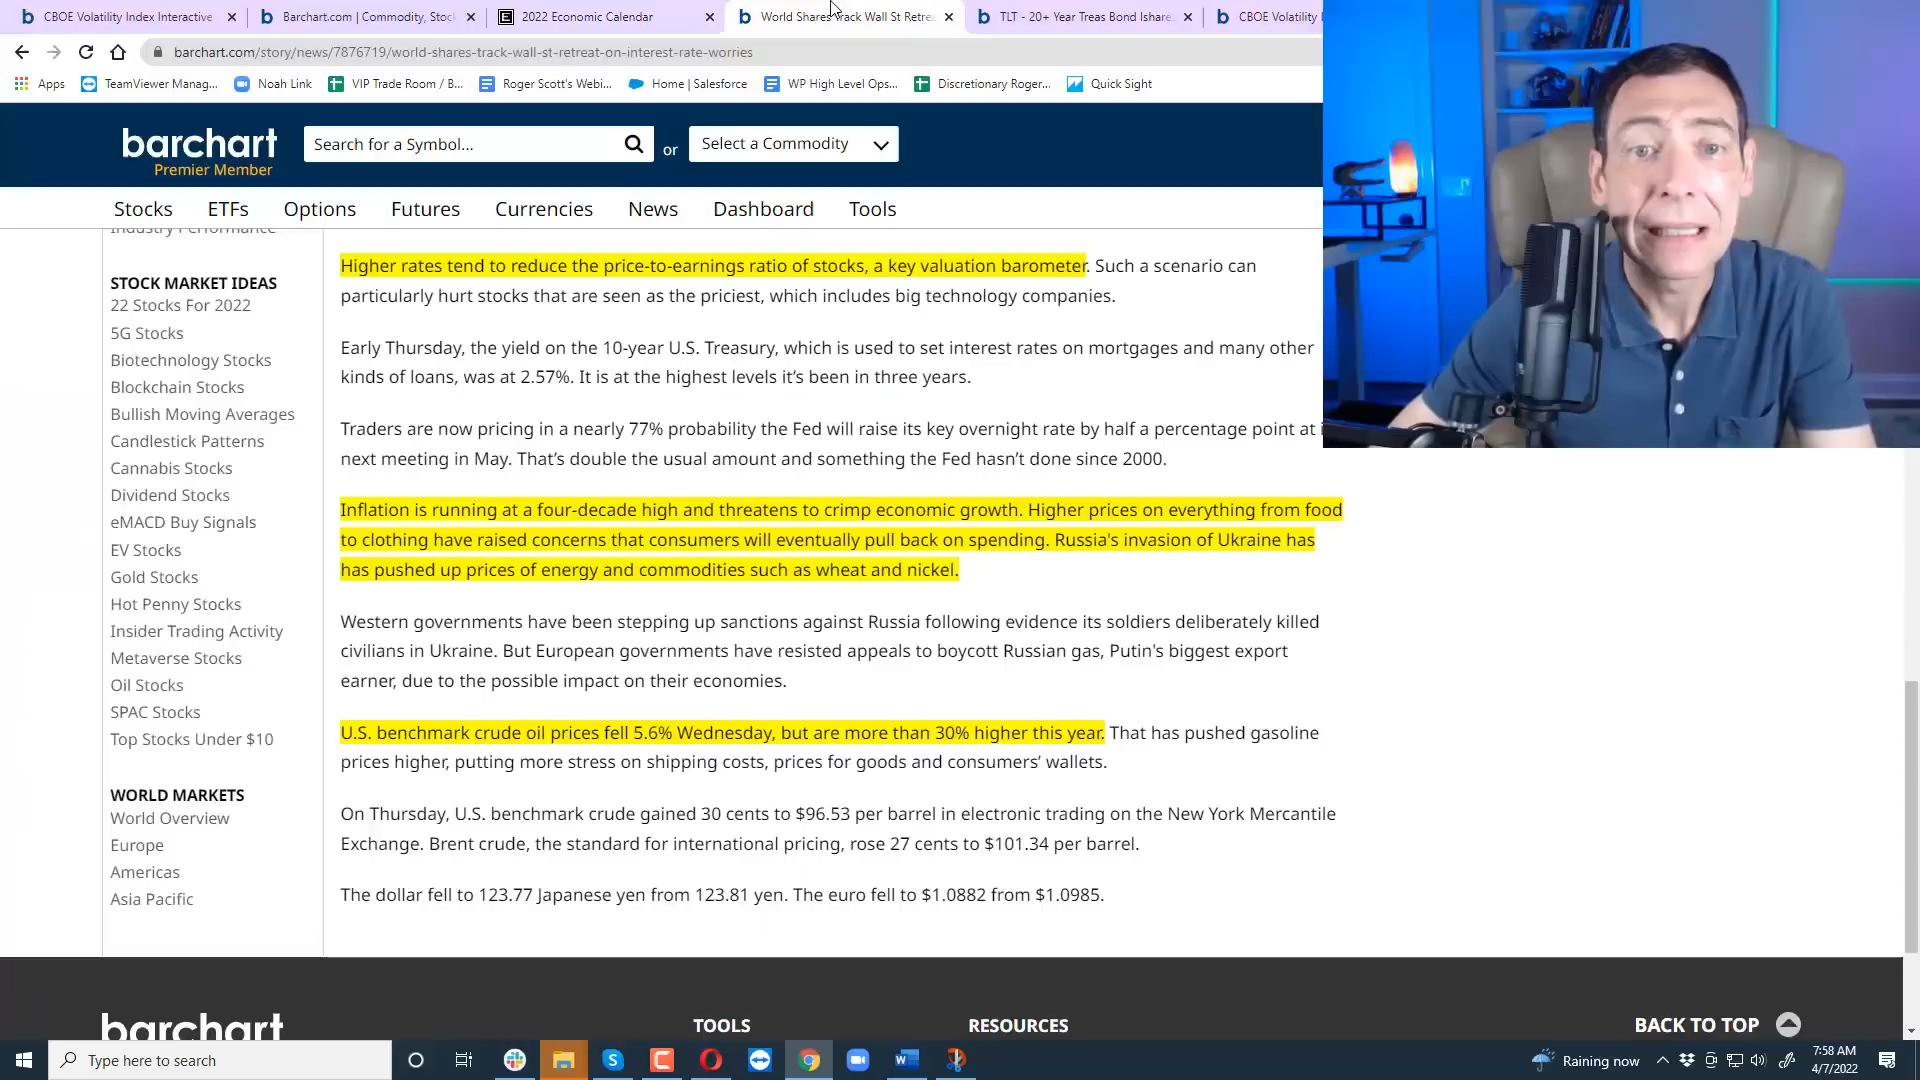 CBOE Volatility Index Interactive
Barchart.com | Commodity, Stoc
2022 Economic Calendar
World Shares Track Wall St Retre
TLT - 20+ Year Treas Bond Ishare
CBOE Volatility
barchart.com/story/news/7876719/world-shares-track-wall-st-retreat-on-interest-rate-worries
Apps
TeamViewer Manag...
Noah Link
VIP Trade Room / B...
Roger Scott's Webi...
Home | Salesforce
WP High Level Ops...
Discretionary Roger...
Quick Sight
barchart
Premier Member
Search for a Symbol...
or
Select a Commodity
Stocks ETFs Options Futures Currencies News Dashboard Tools
Industry Performance
STOCK MARKET IDEAS
22 Stocks For 2022
5G Stocks
Biotechnology Stocks
Blockchain Stocks
Bullish Moving Averages
Candlestick Patterns
Cannabis Stocks
Dividend Stocks
eMACD Buy Signals
EV Stocks
Gold Stocks
Hot Penny Stocks
Insider Trading Activity
Metaverse Stocks
Oil Stocks
SPAC Stocks
Top Stocks Under $10
WORLD MARKETS
World Overview
Europe
Americas
Asia Pacific
Higher rates tend to reduce the price-to-earnings ratio of stocks, a key valuation barometer. Such a scenario can
particularly hurt stocks that are seen as the priciest, which includes big technology companies.
Early Thursday, the yield on the 10-year U.S. Treasury, which is used to set interest rates on mortgages and many other
kinds of loans, was at 2.57%. It is at the highest levels it's been in three years.
Traders are now pricing in a nearly 77% probability the Fed will raise its key overnight rate by half a percentage point at
next meeting in May. That's double the usual amount and something the Fed hasn't done since 2000.
Inflation is running at a four-decade high and threatens to crimp economic growth. Higher prices on everything from food
to clothing have raised concerns that consumers will eventually pull back on spending. Russia's invasion of Ukraine has
has pushed up prices of energy and commodities such as wheat and nickel.
Western governments have been stepping up sanctions against Russia following evidence its soldiers deliberately killed
civilians in Ukraine. But European governments have resisted appeals to boycott Russian gas, Putin's biggest export
earner, due to the possible impact on their economies.
U.S. benchmark crude oil prices fell 5.6% Wednesday, but are more than 30% higher this year. That has pushed gasoline
prices higher, putting more stress on shipping costs, prices for goods and consumers' wallets.
On Thursday, U.S. benchmark crude gained 30 cents to $96.53 per barrel in electronic trading on the New York Mercantile
Exchange. Brent crude, the standard for international pricing, rose 27 cents to $101.34 per barrel.
The dollar fell to 123.77 Japanese yen from 123.81 yen. The euro fell to $1.0882 from $1.0985.
barchart
TOOLS
RESOURCES
BACK TO TOP
Type here to search
Raining now
7:58 AM
4/7/2022